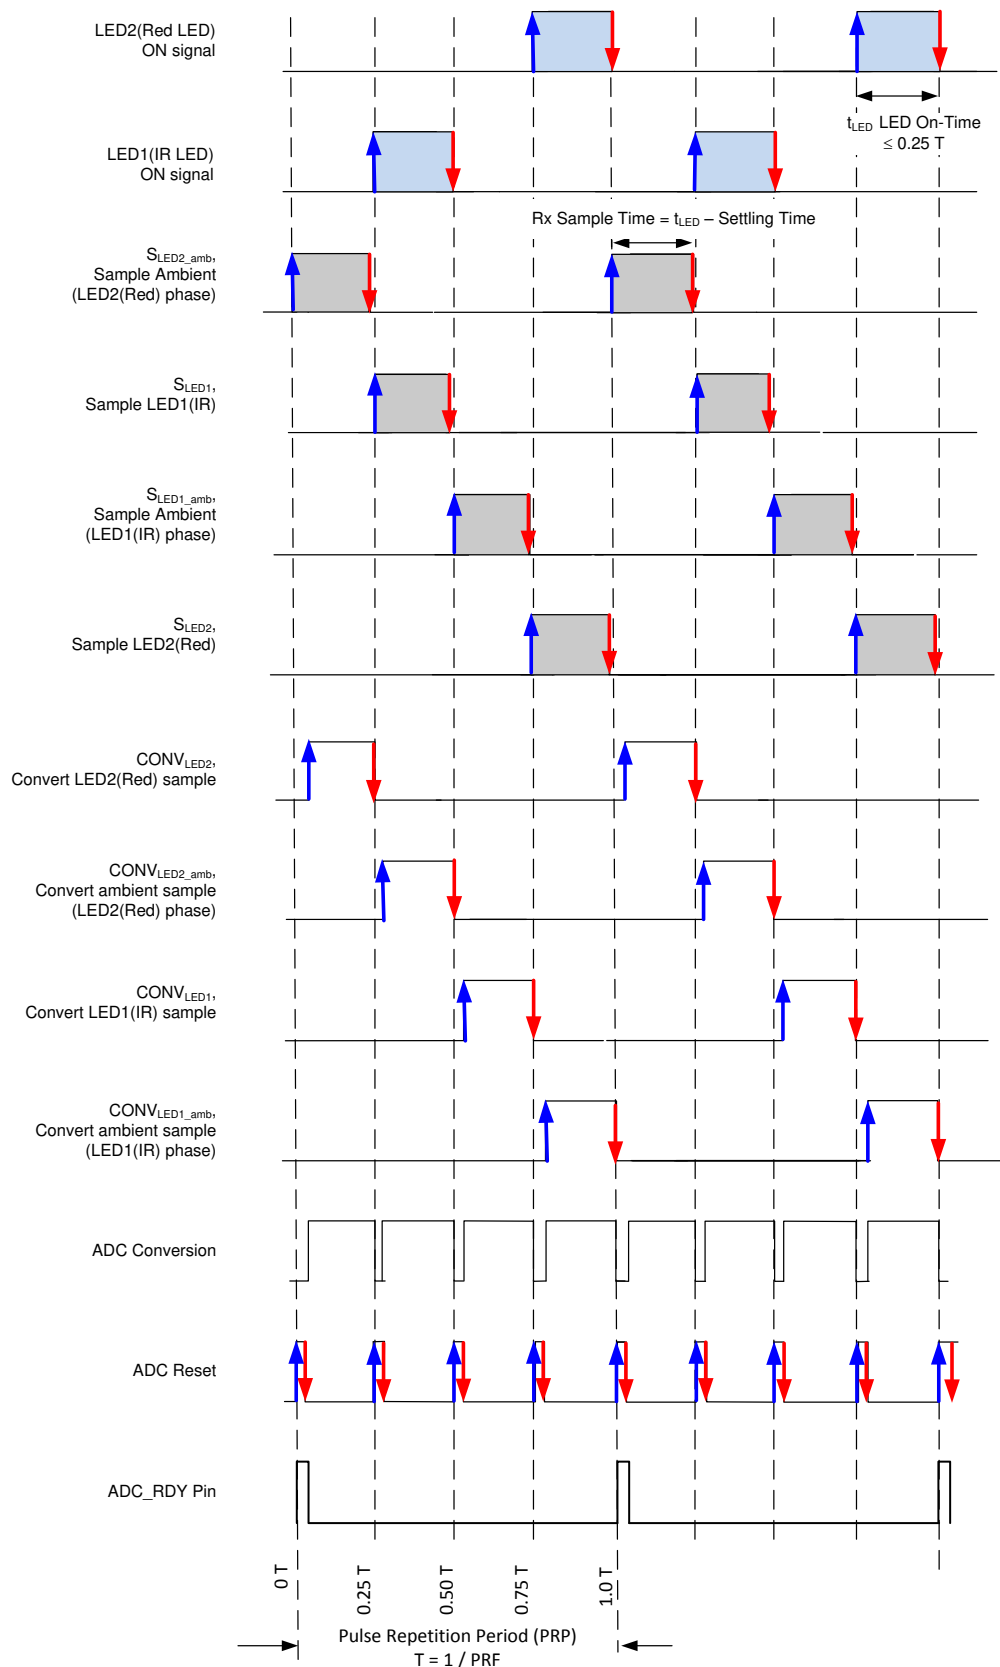 LED2(Red LED)
ON signal
tLED LED On-Time
≤ 0.25 T
LED1(IR LED)
ON signal
Rx Sample Time = tLED – Settling Time
SLED2_amb,
Sample Ambient
(LED2(Red) phase)
SLED1,
Sample LED1(IR)
SLED1_amb,
Sample Ambient
(LED1(IR) phase)
SLED2,
Sample LED2(Red)
CONVLED2,
Convert LED2(Red) sample
CONVLED2_amb,
Convert ambient sample
(LED2(Red) phase)
CONVLED1,
Convert LED1(IR) sample
CONVLED1_amb,
Convert ambient sample
(LED1(IR) phase)
ADC Conversion
ADC Reset
ADC_RDY Pin
0 T
0.25 T
0.50 T
0.75 T
1.0 T
Pulse Repetition Period (PRP)
T = 1 / PRF